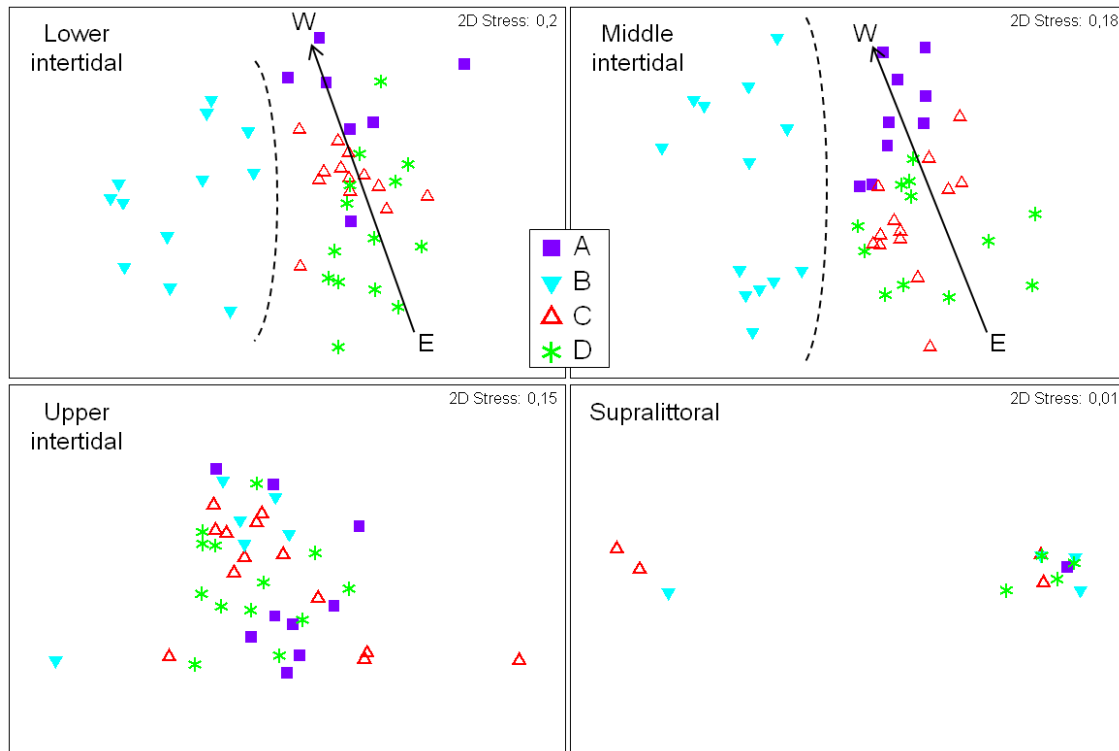 Lower
intertidal
2D Stress: 0,2
W
E
Middle
intertidal
2D Stress: 0,18
W
E
A
B
C
D
Upper
intertidal
2D Stress: 0,15
Supralittoral
2D Stress: 0,01